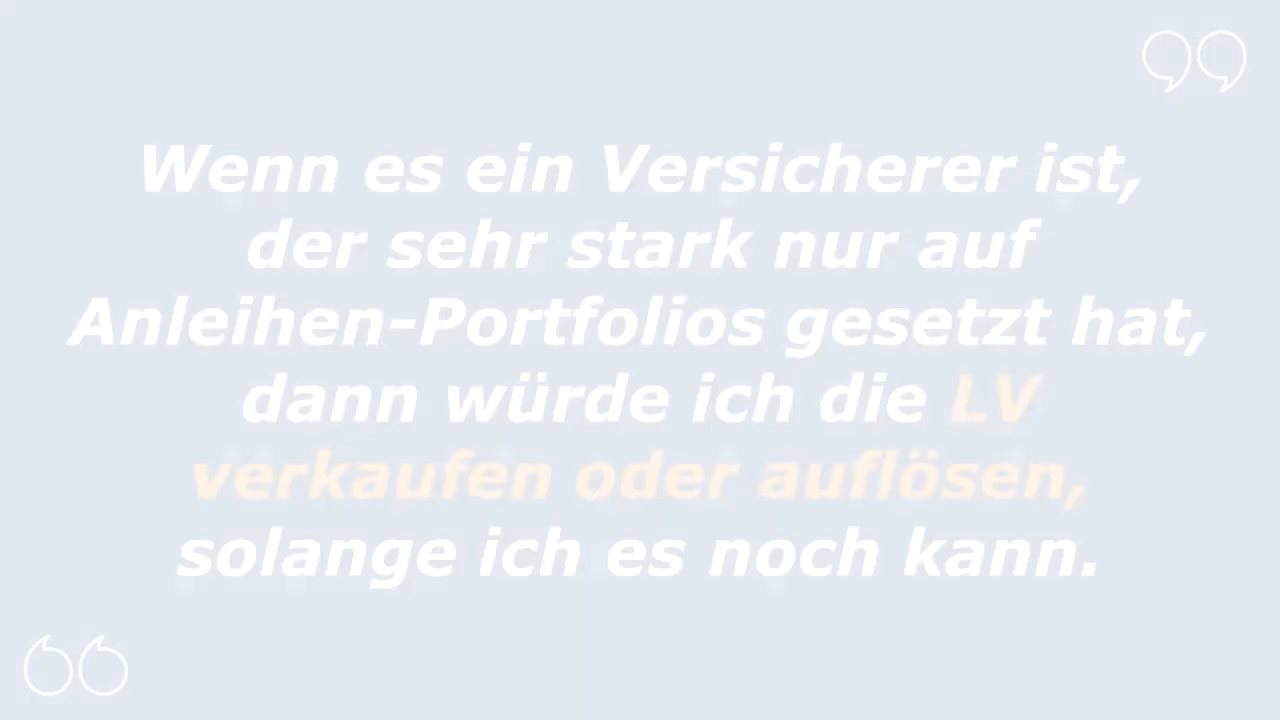 Wenn es ein Versicherer ist,
der sehr stark nur auf
Anleihen-Portfolios gesetzt hat,
dann würde ich die LV
verkaufen oder auflösen,
solange ich es noch kann.